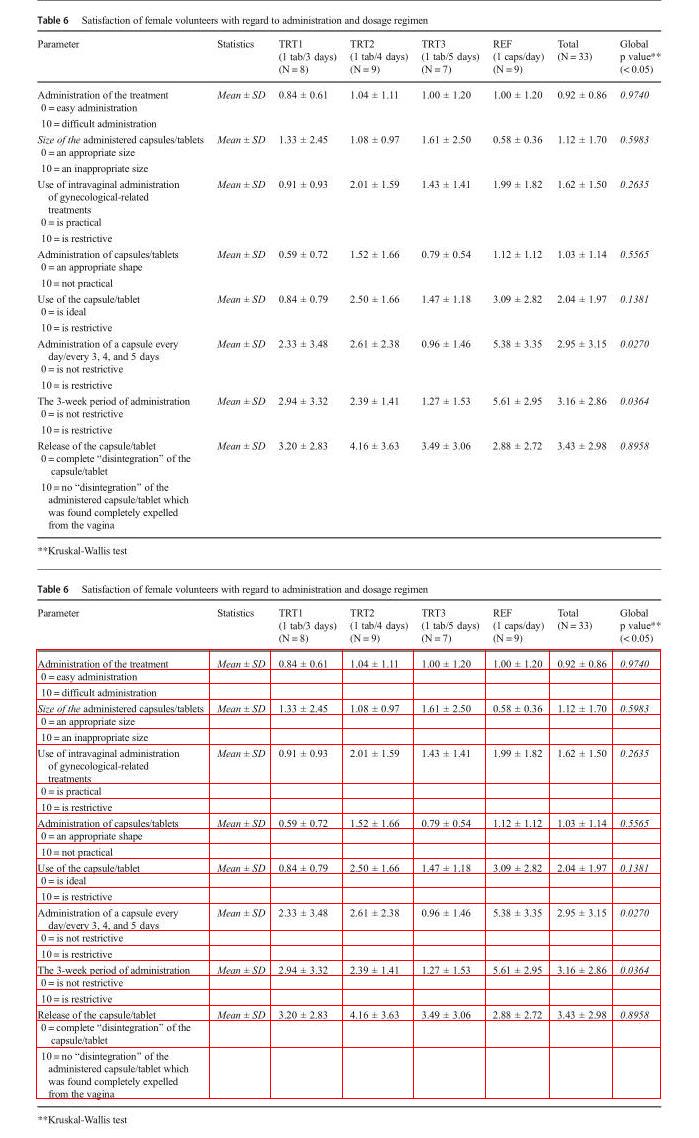 Table 6 Satisfaction of female volunteers with regard to administration and dosage regimen
Parameter Statistics TRT1 TRT2 TRT3 REF Total Global
(1 tab/3 days) (1 tab/4 days) (1 tab/5 days) (1 caps/day) (N = 33) p value**
(N = 8) (N = 9) (N = 7) (N = 9) (< 0.05)
Administration of the treatment Mean ± SD 0.84 ± 0.61 1.04 ± 1.11 1.00 ± 1.20 1.00 ± 1.20 0.92 ± 0.86 0.9740
0 = easy administration
10 = difficult administration
Size of the administered capsules/tablets Mean ± SD 1.33 ± 2.45 1.08 ± 0.97 1.61 ± 2.50 0.58 ± 0.36 1.12 ± 1.70 0.5983
0 = an appropriate size
10 = an inappropriate size
Use of intravaginal administration Mean ± SD 0.91 ± 0.93 2.01 ± 1.59 1.43 ± 1.41 1.99 ± 1.82 1.62 ± 1.50 0.2635
of gynecological-related
treatments
0 = is practical
10 = is restrictive
Administration of capsules/tablets Mean ± SD 0.59 ± 0.72 1.52 ± 1.66 0.79 ± 0.54 1.12 ± 1.12 1.03 ± 1.14 0.5565
0 = an appropriate shape
10 = not practical
Use of the capsule/tablet Mean ± SD 0.84 ± 0.79 2.50 ± 1.66 1.47 ± 1.18 3.09 ± 2.82 2.04 ± 1.97 0.1381
0 = is ideal
10 = is restrictive
Administration of a capsule every Mean ± SD 2.33 ± 3.48 2.61 ± 2.38 0.96 ± 1.46 5.38 ± 3.35 2.95 ± 3.15 0.0270
day/every 3, 4, and 5 days
0 = is not restrictive
10 = is restrictive
The 3-week period of administration Mean ± SD 2.94 ± 3.32 2.39 ± 1.41 1.27 ± 1.53 5.61 ± 2.95 3.16 ± 2.86 0.0364
0 = is not restrictive
10 = is restrictive
Release of the capsule/tablet Mean ± SD 3.20 ± 2.83 4.16 ± 3.63 3.49 ± 3.06 2.88 ± 2.72 3.43 ± 2.98 0.8958
0 = complete “disintegration” of the
capsule/tablet
10 = no “disintegration” of the
administered capsule/tablet which
was found completely expelled
from the vagina
**Kruskal-Wallis test
Table 6 Satisfaction of female volunteers with regard to administration and dosage regimen
Parameter Statistics TRT1 TRT2 TRT3 REF Total Global
(1 tab/3 days) (1 tab/4 days) (1 tab/5 days) (1 caps/day) (N = 33) p value**
(N = 8) (N = 9) (N = 7) (N = 9) (< 0.05)
Administration of the treatment Mean ± SD 0.84 ± 0.61 1.04 ± 1.11 1.00 ± 1.20 1.00 ± 1.20 0.92 ± 0.86 0.9740
0 = easy administration
10 = difficult administration
Size of the administered capsules/tablets Mean ± SD 1.33 ± 2.45 1.08 ± 0.97 1.61 ± 2.50 0.58 ± 0.36 1.12 ± 1.70 0.5983
0 = an appropriate size
10 = an inappropriate size
Use of intravaginal administration Mean ± SD 0.91 ± 0.93 2.01 ± 1.59 1.43 ± 1.41 1.99 ± 1.82 1.62 ± 1.50 0.2635
of gynecological-related
treatments
0 = is practical
10 = is restrictive
Administration of capsules/tablets Mean ± SD 0.59 ± 0.72 1.52 ± 1.66 0.79 ± 0.54 1.12 ± 1.12 1.03 ± 1.14 0.5565
0 = an appropriate shape
10 = not practical
Use of the capsule/tablet Mean ± SD 0.84 ± 0.79 2.50 ± 1.66 1.47 ± 1.18 3.09 ± 2.82 2.04 ± 1.97 0.1381
0 = is ideal
10 = is restrictive
Administration of a capsule every Mean ± SD 2.33 ± 3.48 2.61 ± 2.38 0.96 ± 1.46 5.38 ± 3.35 2.95 ± 3.15 0.0270
day/every 3, 4, and 5 days
0 = is not restrictive
10 = is restrictive
The 3-week period of administration Mean ± SD 2.94 ± 3.32 2.39 ± 1.41 1.27 ± 1.53 5.61 ± 2.95 3.16 ± 2.86 0.0364
0 = is not restrictive
10 = is restrictive
Release of the capsule/tablet Mean ± SD 3.20 ± 2.83 4.16 ± 3.63 3.49 ± 3.06 2.88 ± 2.72 3.43 ± 2.98 0.8958
0 = complete “disintegration” of the
capsule/tablet
10 = no “disintegration” of the
administered capsule/tablet which
was found completely expelled
from the vagina
**Kruskal-Wallis test